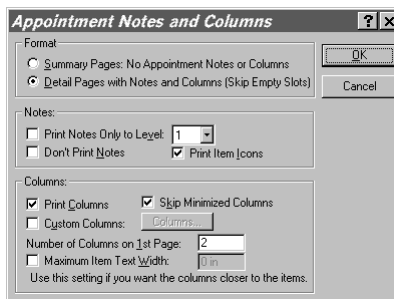 Appointment Notes and Columns
Format
Summary Pages: No Appointment Notes or Columns
Detail Pages with Notes and Columns (Skip Empty Slots)
OK
Cancel
Notes:
Print Notes Only to Level: 1
Don't Print Notes Print Item Icons
Columns:
Print Columns Skip Minimized Columns
Custom Columns: Columns...
Number of Columns on 1st Page: 2
Maximum Item Text Width: 0 in
Use this setting if you want the columns closer to the items.